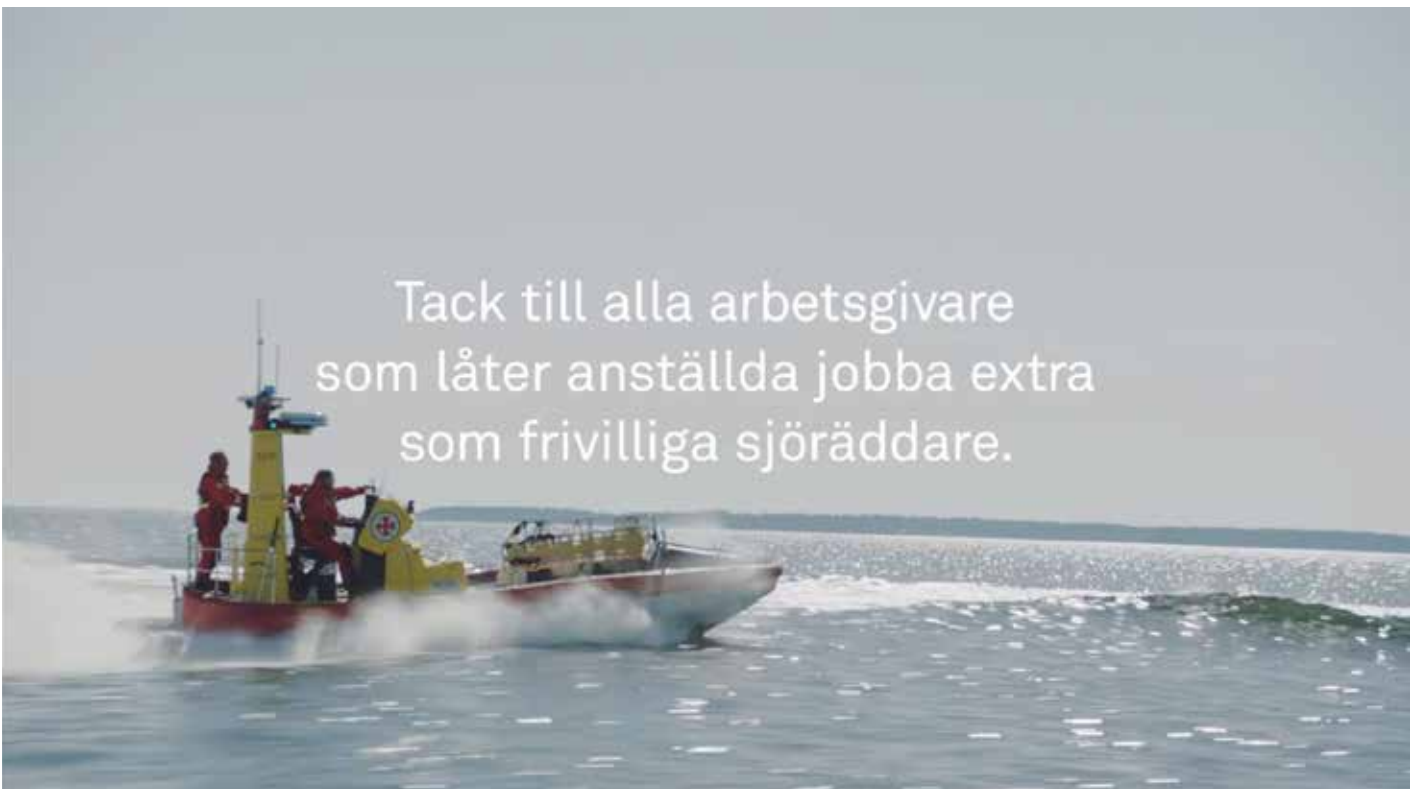 Tack till alla arbetsgivare
som låter anställda jobba extra
som frivilliga sjöräddare.